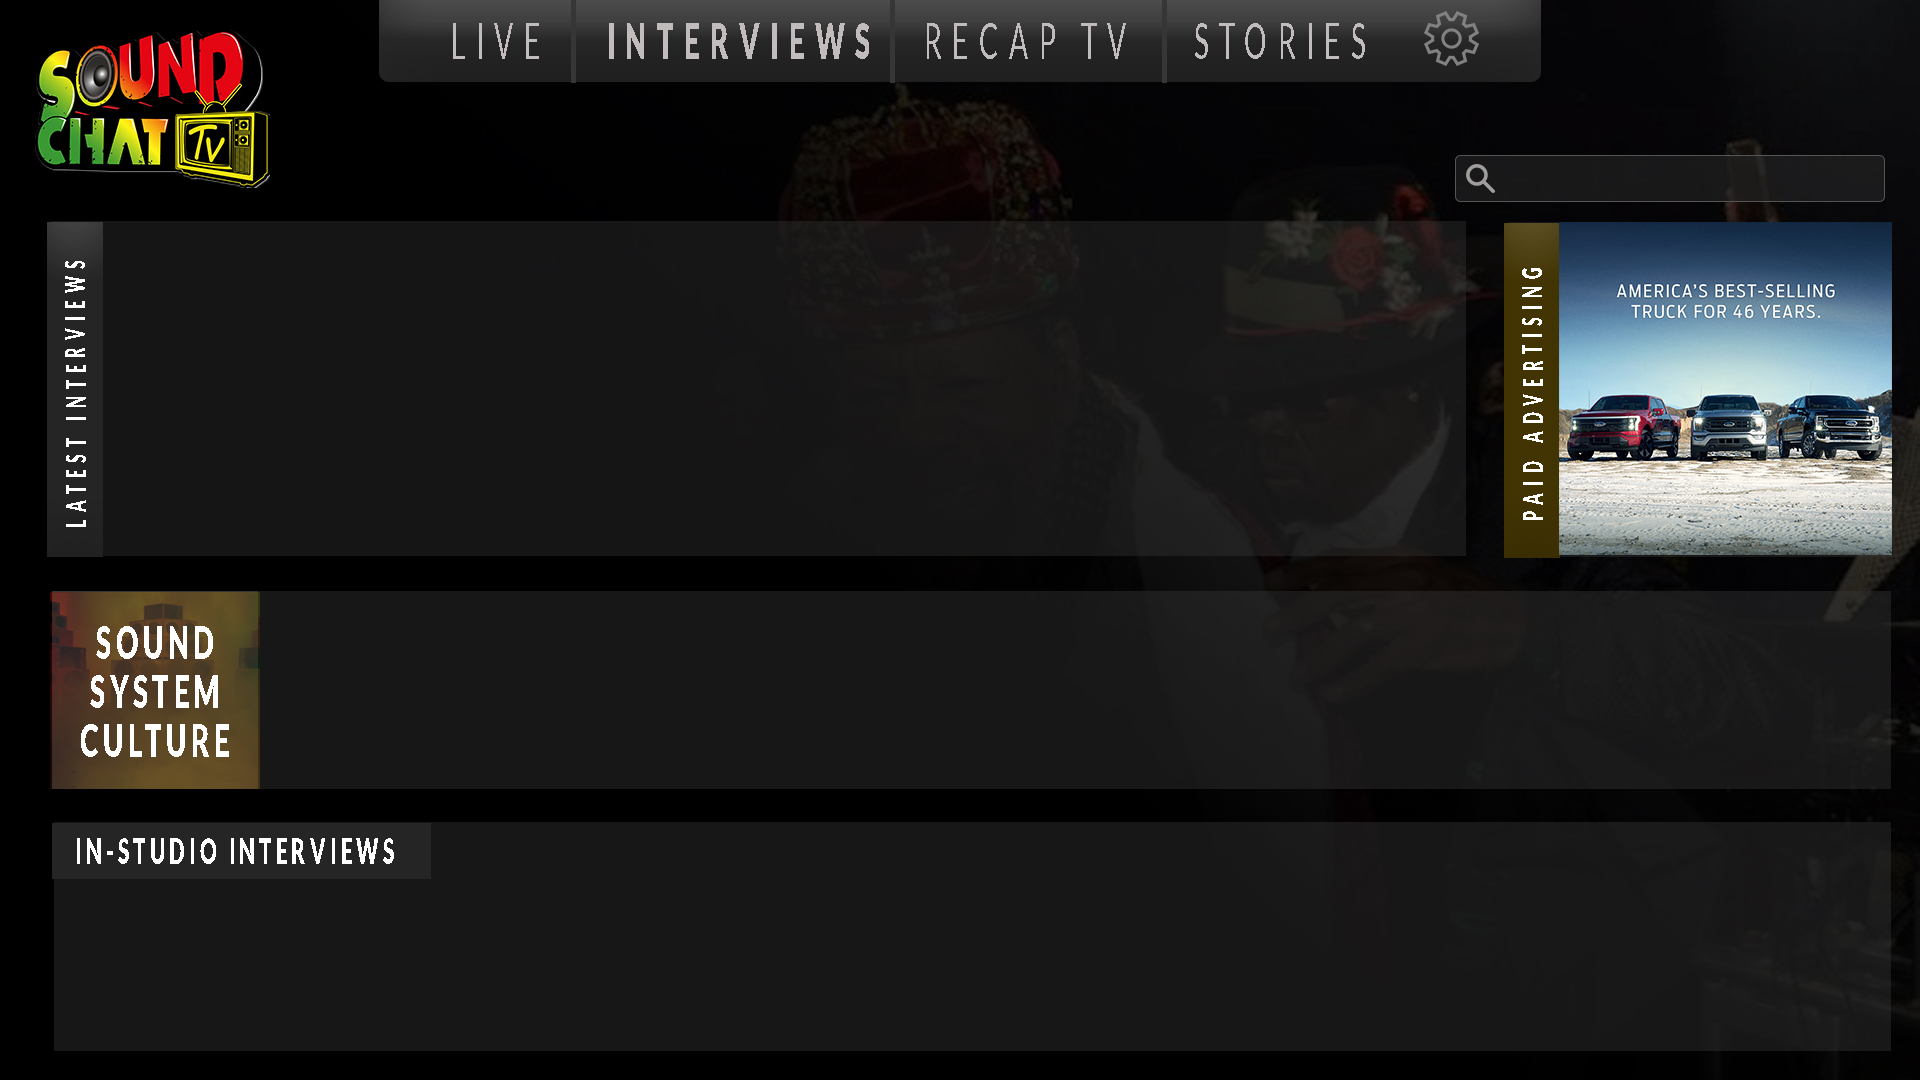 SOUND
CHAT TV
LIVE
INTERVIEWS
RECAP TV
STORIES
LATEST INTERVIEWS
PAID ADVERTISING
AMERICA'S BEST-SELLING
TRUCK FOR 46 YEARS.
SOUND
SYSTEM
CULTURE
IN-STUDIO INTERVIEWS